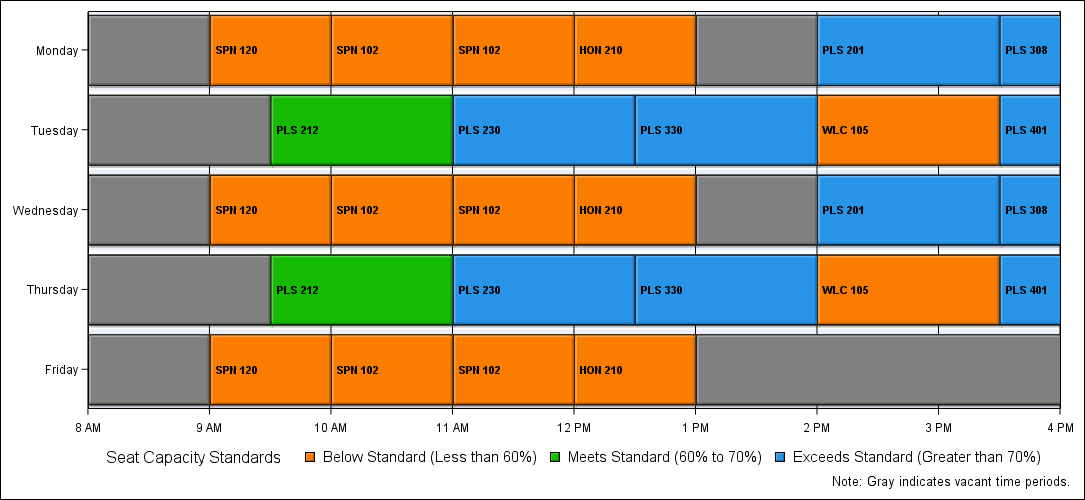 Monday SPN 120 SPN 102 SPN 102 HON 210 PLS 201 PLS 308
Tuesday PLS 212 PLS 230 PLS 330 WLC 105 PLS 401
Wednesday SPN 120 SPN 102 SPN 102 HON 210 PLS 201 PLS 308
Thursday PLS 212 PLS 230 PLS 330 WLC 105 PLS 401
Friday SPN 120 SPN 102 SPN 102 HON 210
8 AM 9 AM 10 AM 11 AM 12 PM 1 PM 2 PM 3 PM 4 PM
Seat Capacity Standards Below Standard (Less than 60%) Meets Standard (60% to 70%) Exceeds Standard (Greater than 70%)
Note: Gray indicates vacant time periods.